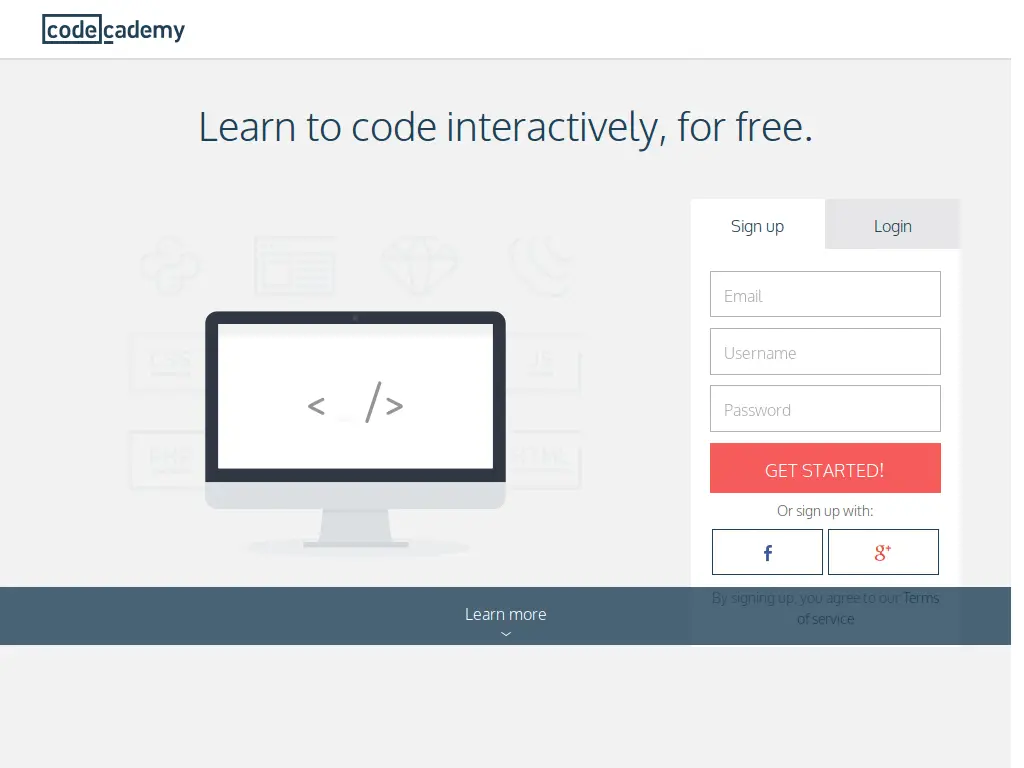 codecademy
Learn to code interactively, for free.
Sign up
Login
Email
Username
Password
GET STARTED!
Or sign up with:
f
g+
By signing up, you agree to our Terms
of service
Learn more
CSS
JS
PHP
HTML
< _ />